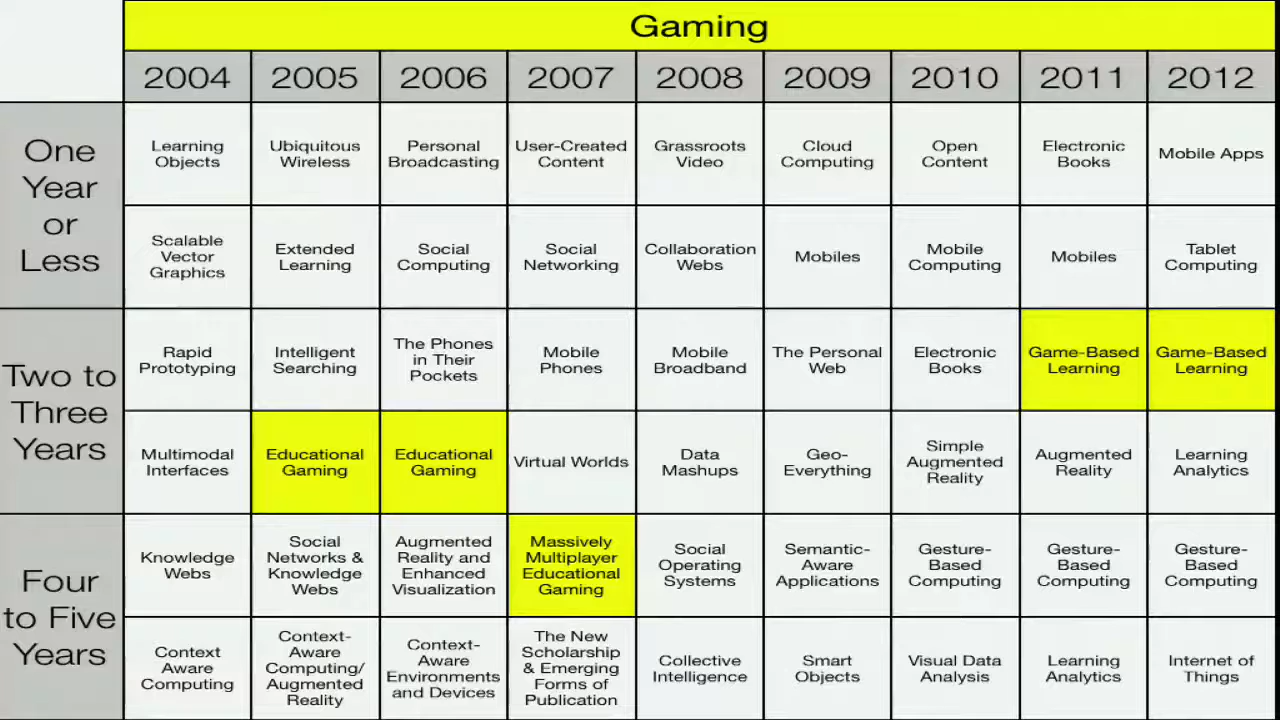 Gaming
2004 2005 2006 2007 2008 2009 2010 2011 2012
One
Year
or
Less
Learning
Objects
Ubiquitous
Wireless
Personal
Broadcasting
User-Created
Content
Grassroots
Video
Cloud
Computing
Open
Content
Electronic
Books
Mobile Apps
Scalable
Vector
Graphics
Extended
Learning
Social
Computing
Social
Networking
Collaboration
Webs
Mobiles
Mobile
Computing
Mobiles
Tablet
Computing
Two to
Three
Years
Rapid
Prototyping
Intelligent
Searching
The Phones
in Their
Pockets
Mobile
Phones
Mobile
Broadband
The Personal
Web
Electronic
Books
Game-Based
Learning
Game-Based
Learning
Multimodal
Interfaces
Educational
Gaming
Educational
Gaming
Virtual Worlds
Data
Mashups
Geo-
Everything
Simple
Augmented
Reality
Augmented
Reality
Learning
Analytics
Four
to Five
Years
Knowledge
Webs
Social
Networks &
Knowledge
Webs
Augmented
Reality and
Enhanced
Visualization
Massively
Multiplayer
Educational
Gaming
Social
Operating
Systems
Semantic-
Aware
Applications
Gesture-
Based
Computing
Gesture-
Based
Computing
Gesture-
Based
Computing
Context
Aware
Computing
Context-
Aware
Computing/
Augmented
Reality
Context-
Aware
Environments
and Devices
The New
Scholarship
& Emerging
Forms of
Publication
Collective
Intelligence
Smart
Objects
Visual Data
Analysis
Learning
Analytics
Internet of
Things